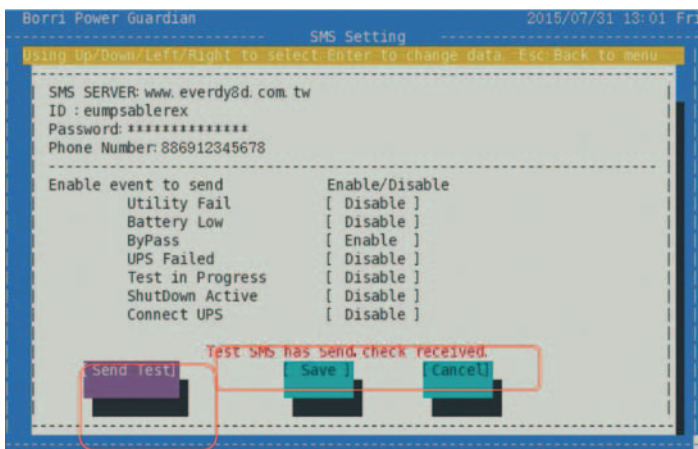 Borri Power Guardian 2015/07/31 13:01 Fri
SMS Setting
Using Up/Down/Left/Right to select Enter to change data. Esc:Back to menu
SMS SERVER: www.everdy8d.com.tw
ID : eumpsablerex
Password: **************
Phone Number: 886912345678
Enable event to send Enable/Disable
Utility Fail [ Disable ]
Battery Low [ Disable ]
ByPass [ Enable ]
UPS Failed [ Disable ]
Test in Progress [ Disable ]
ShutDown Active [ Disable ]
Connect UPS [ Disable ]
Test SMS has Send,check received.
[Send Test] [ Save ] [Cancel]